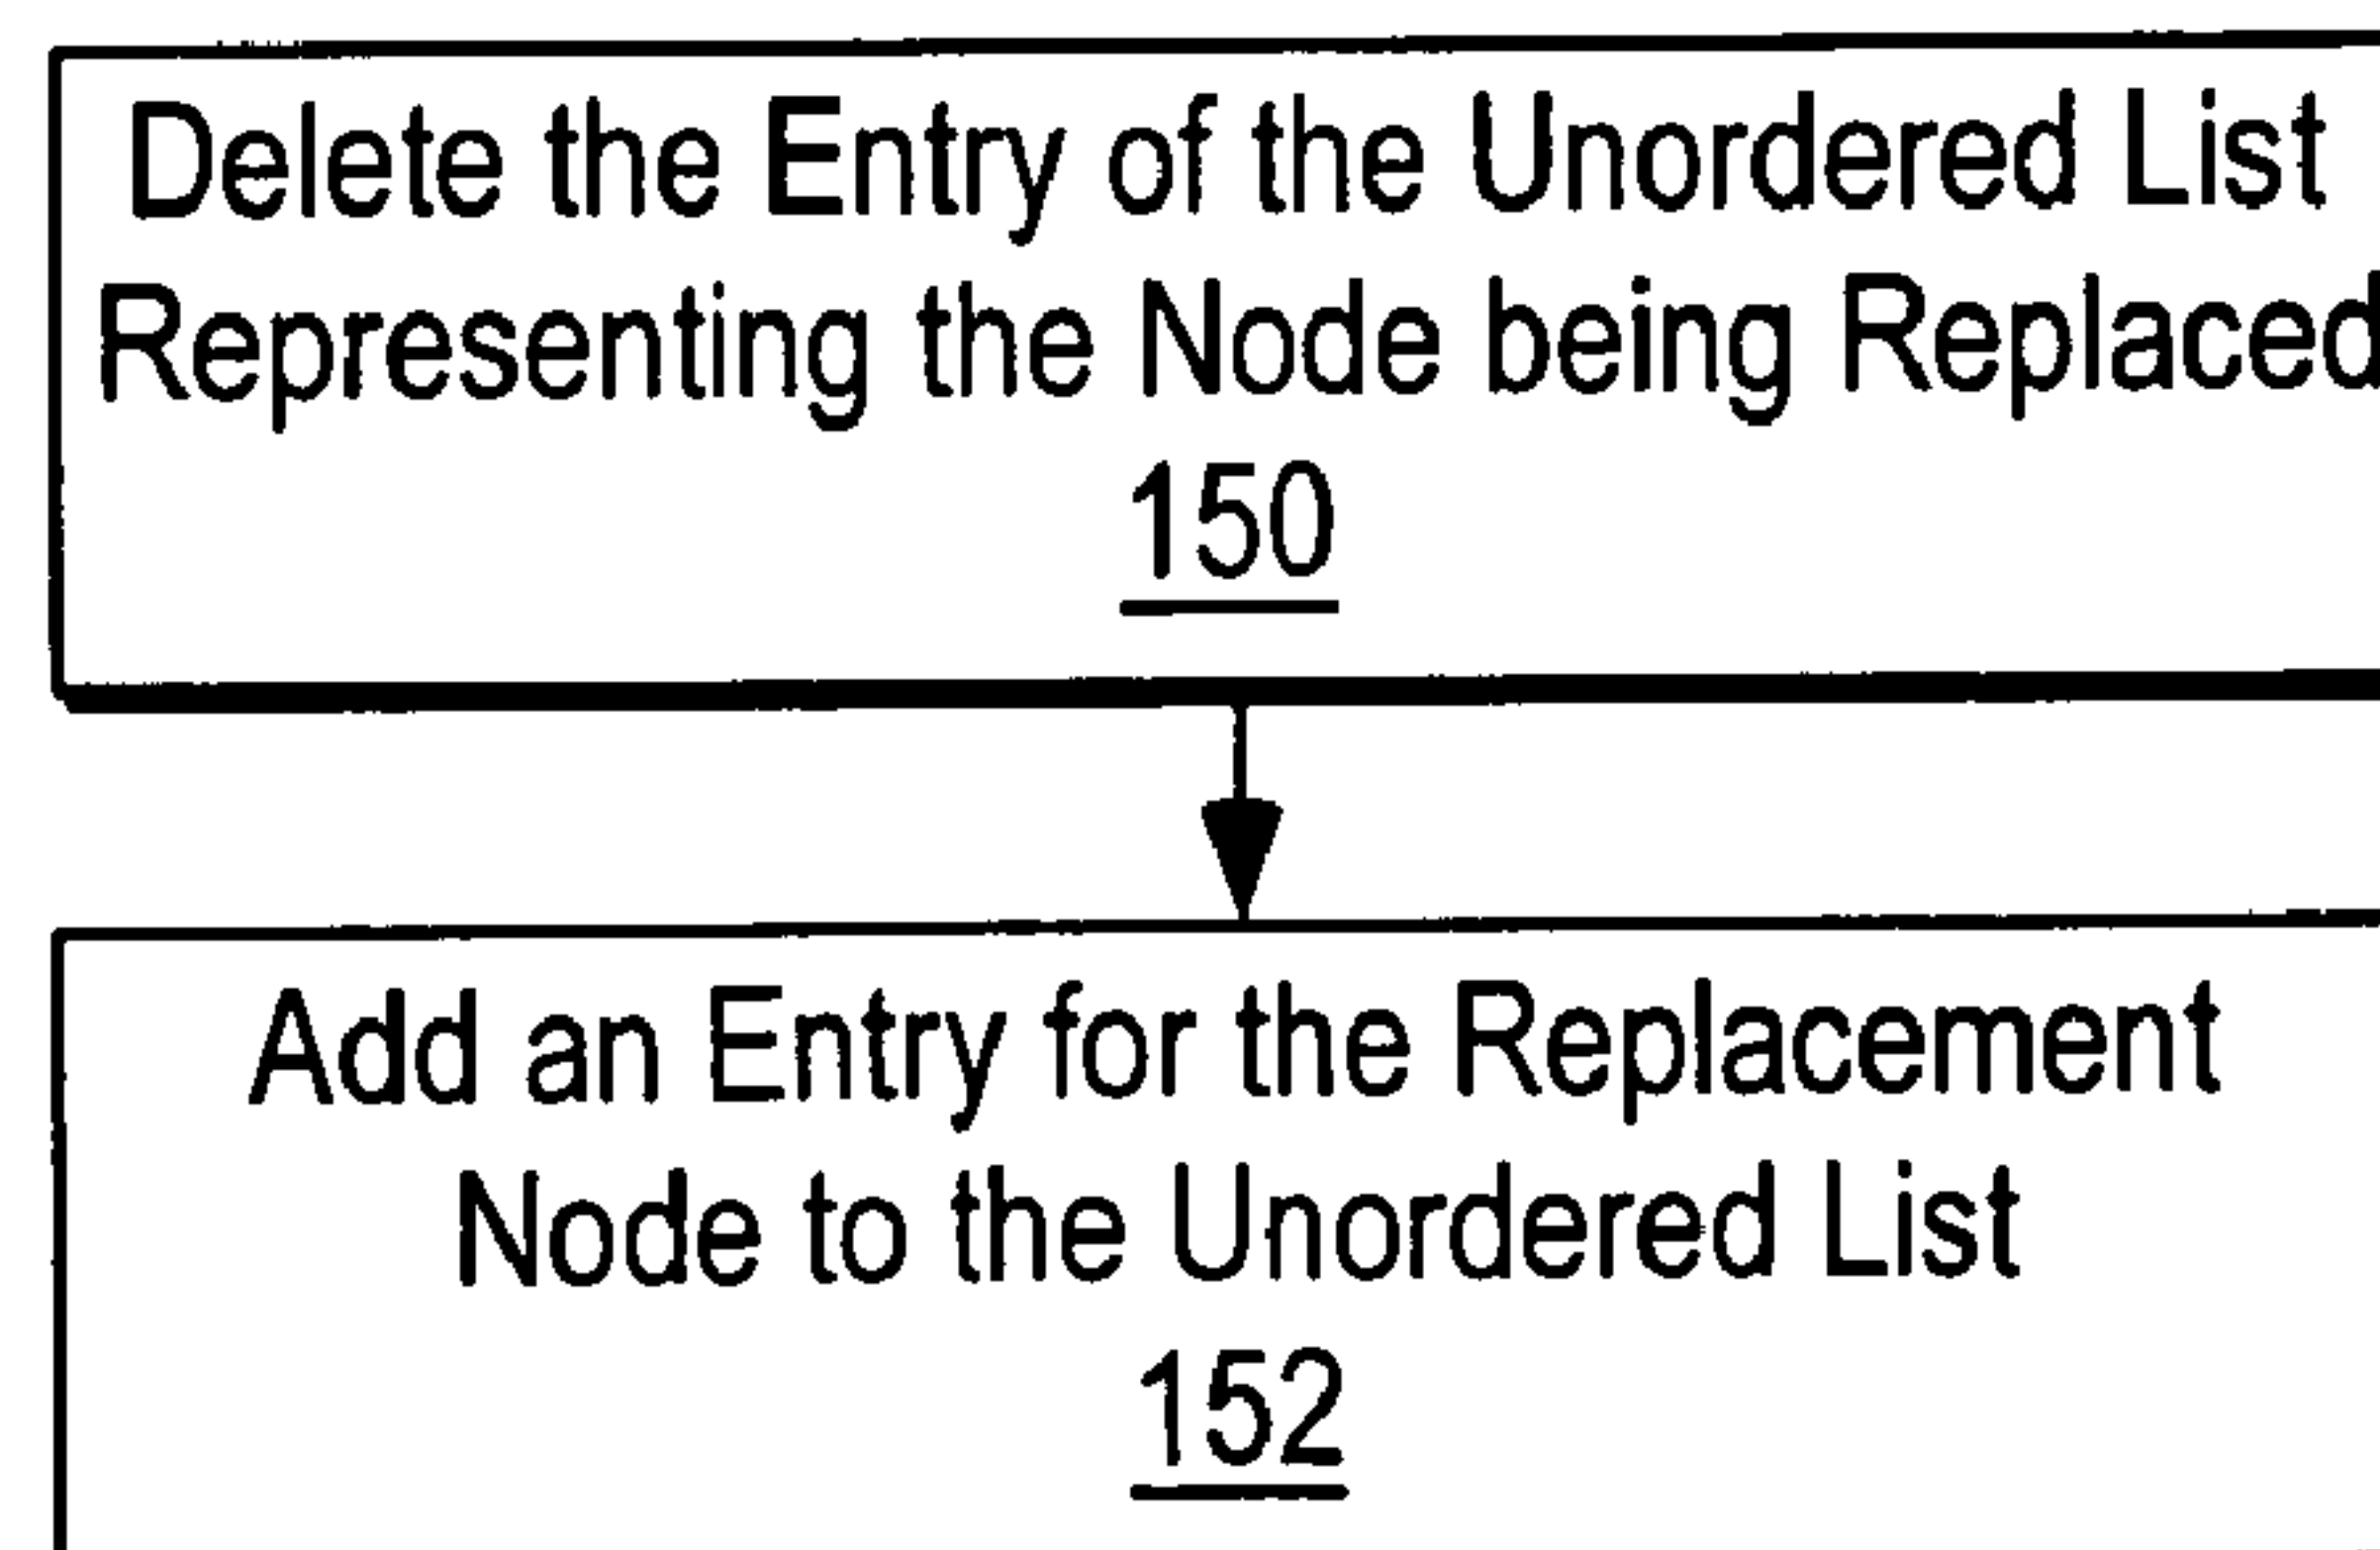 Delete the Entry of the Unordered List
Representing the Node being Replaced
150
Add an Entry for the Replacement
Node to the Unordered List
152